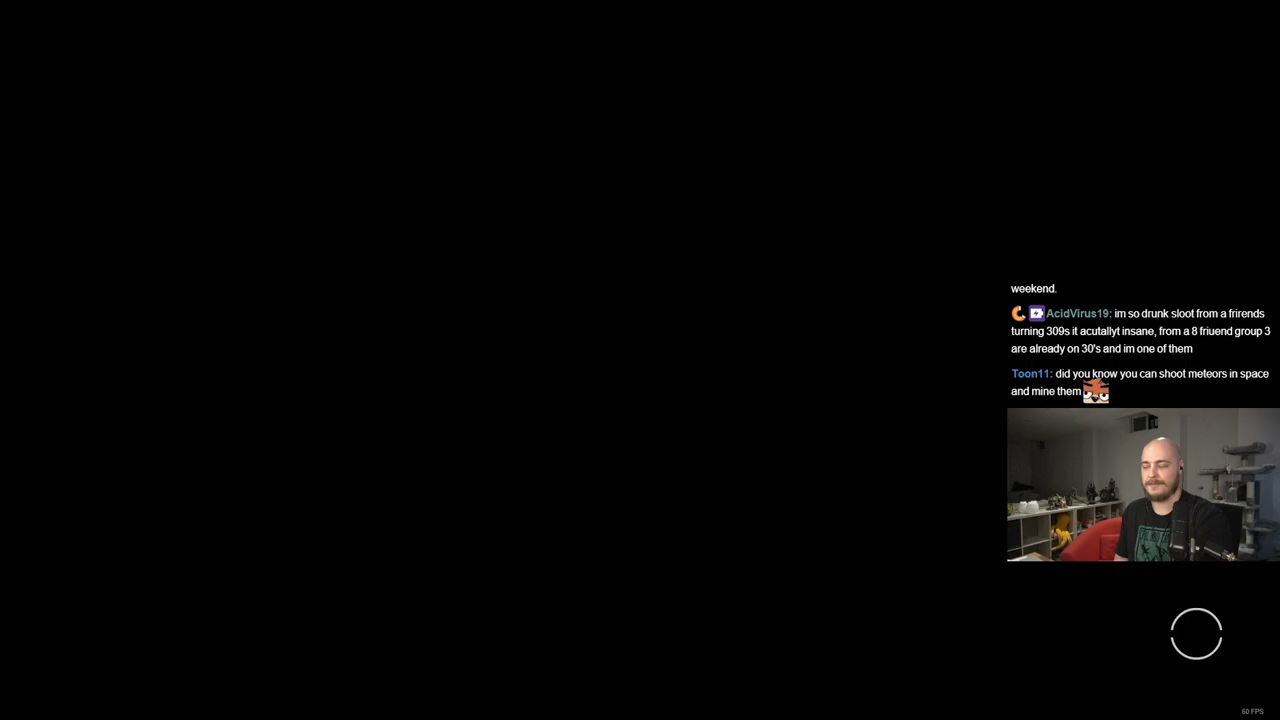 weekend.
AcidVirus19: im so drunk sloot from a frirends
turning 309s it acutallyt insane, from a 8 friuend group 3
are already on 30's and im one of them
Toon11: did you know you can shoot meteors in space
and mine them
60 FPS